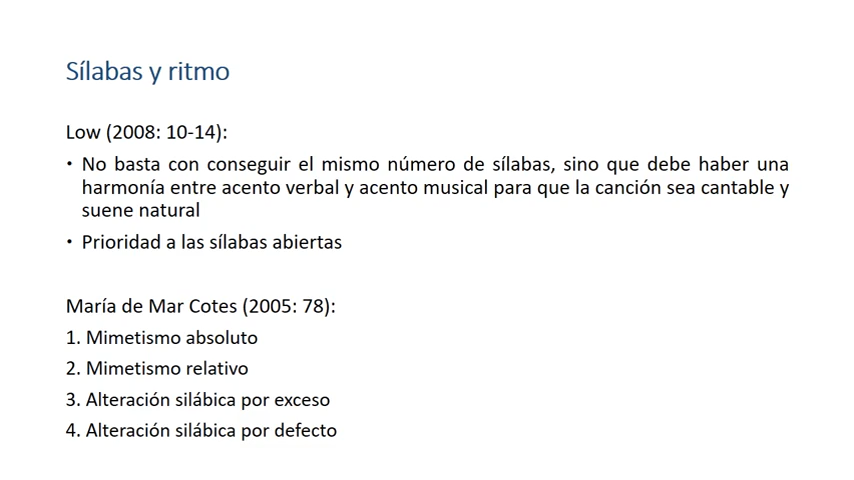 Sílabas y ritmo
Low (2008: 10-14):
• No basta con conseguir el mismo número de sílabas, sino que debe haber una
harmonía entre acento verbal y acento musical para que la canción sea cantable y
suene natural
• Prioridad a las sílabas abiertas
María de Mar Cotes (2005: 78):
1. Mimetismo absoluto
2. Mimetismo relativo
3. Alteración silábica por exceso
4. Alteración silábica por defecto